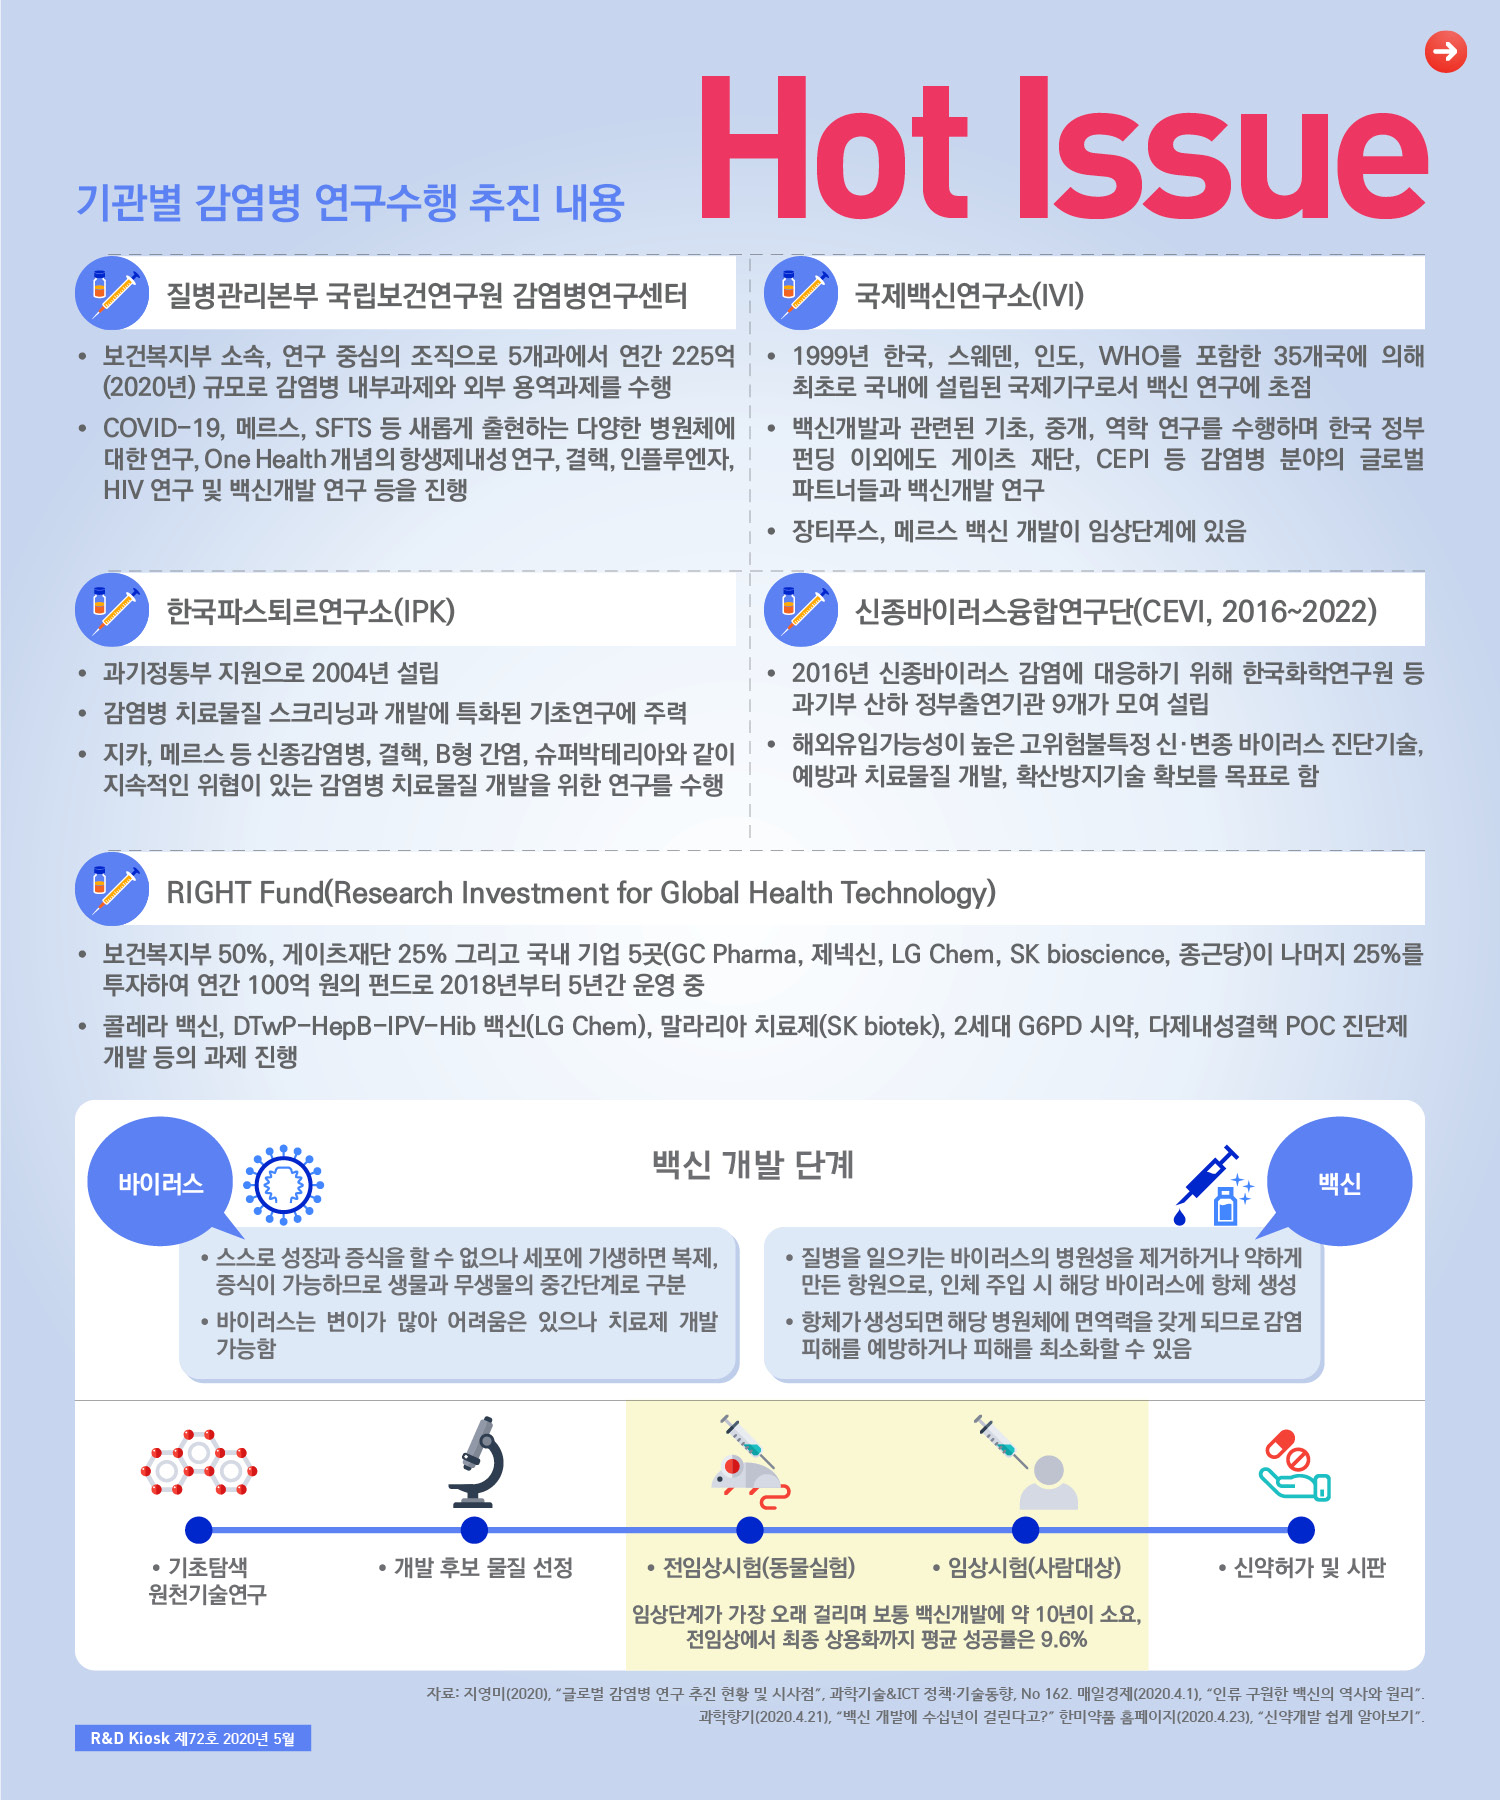 Hot Issue
기관별 감염병 연구수행 추진 내용
질병관리본부 국립보건연구원 감염병연구센터
• 보건복지부 소속, 연구 중심의 조직으로 5개과에서 연간 225억
(2020년) 규모로 감염병 내부과제와 외부 용역과제를 수행
• COVID-19, 메르스, SFTS 등 새롭게 출현하는 다양한 병원체에
대한 연구, One Health 개념의 항생제내성 연구, 결핵, 인플루엔자,
HIV 연구 및 백신개발 연구 등을 진행
국제백신연구소(IVI)
• 1999년 한국, 스웨덴, 인도, WHO를 포함한 35개국에 의해
최초로 국내에 설립된 국제기구로서 백신 연구에 초점
• 백신개발과 관련된 기초, 중개, 역학 연구를 수행하며 한국 정부
펀딩 이외에도 게이츠 재단, CEPI 등 감염병 분야의 글로벌
파트너들과 백신개발 연구
• 장티푸스, 메르스 백신 개발이 임상단계에 있음
한국파스퇴르연구소(IPK)
• 과기정통부 지원으로 2004년 설립
• 감염병 치료물질 스크리닝과 개발에 특화된 기초연구에 주력
• 지카, 메르스 등 신종감염병, 결핵, B형 간염, 슈퍼박테리아와 같이
지속적인 위협이 있는 감염병 치료물질 개발을 위한 연구를 수행
신종바이러스융합연구단(CEVI, 2016~2022)
• 2016년 신종바이러스 감염에 대응하기 위해 한국화학연구원 등
과기부 산하 정부출연기관 9개가 모여 설립
• 해외유입가능성이 높은 고위험불특정 신·변종 바이러스 진단기술,
예방과 치료물질 개발, 확산방지기술 확보를 목표로 함
RIGHT Fund(Research Investment for Global Health Technology)
• 보건복지부 50%, 게이츠재단 25% 그리고 국내 기업 5곳(GC Pharma, 제넥신, LG Chem, SK bioscience, 종근당)이 나머지 25%를
투자하여 연간 100억 원의 펀드로 2018년부터 5년간 운영 중
• 콜레라 백신, DTwP-HepB-IPV-Hib 백신(LG Chem), 말라리아 치료제(SK biotek), 2세대 G6PD 시약, 다제내성결핵 POC 진단제
개발 등의 과제 진행
백신 개발 단계
바이러스
• 스스로 성장과 증식을 할 수 없으나 세포에 기생하면 복제,
증식이 가능하므로 생물과 무생물의 중간단계로 구분
• 바이러스는 변이가 많아 어려움은 있으나 치료제 개발
가능함
백신
• 질병을 일으키는 바이러스의 병원성을 제거하거나 약하게
만든 항원으로, 인체 주입 시 해당 바이러스에 항체 생성
• 항체가 생성되면 해당 병원체에 면역력을 갖게 되므로 감염
피해를 예방하거나 피해를 최소화할 수 있음
• 기초탐색
원천기술연구
• 개발 후보 물질 선정
• 전임상시험(동물실험)
• 임상시험(사람대상)
• 신약허가 및 시판
임상단계가 가장 오래 걸리며 보통 백신개발에 약 10년이 소요,
전임상에서 최종 상용화까지 평균 성공률은 9.6%
자료: 지영미(2020), “글로벌 감염병 연구 추진 현황 및 시사점”, 과학기술&ICT 정책·기술동향, No 162. 매일경제(2020.4.1), “인류 구원한 백신의 역사와 원리”.
과학향기(2020.4.21), “백신 개발에 수십년이 걸린다고?” 한미약품 홈페이지(2020.4.23), “신약개발 쉽게 알아보기”.
R&D Kiosk 제72호 2020년 5월